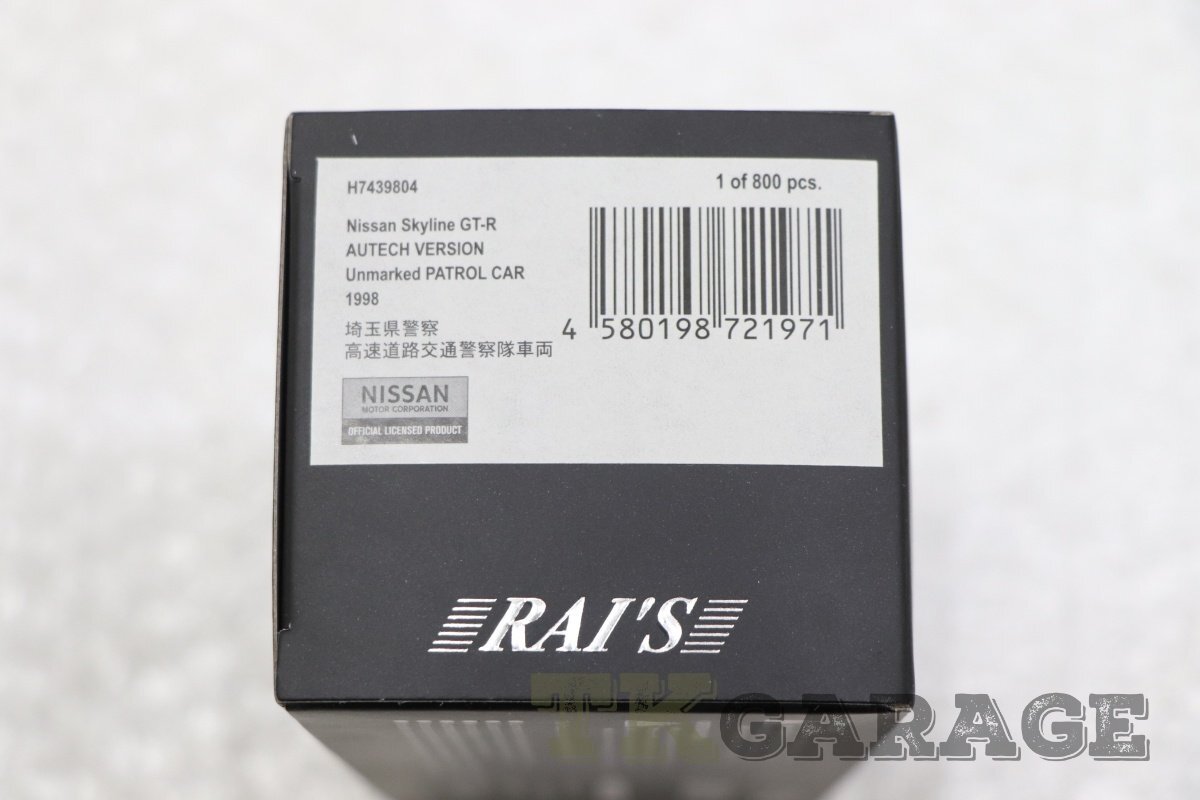 H7439804
1 of 800 pcs.
Nissan Skyline GT-R
AUTECH VERSION
Unmarked PATROL CAR
1998
埼玉県警察
高速道路交通警察隊車両
4 580198 721971
NISSAN
MOTOR CORPORATION
OFFICIAL LICENSED PRODUCT
RAI'S
TK GARAGE